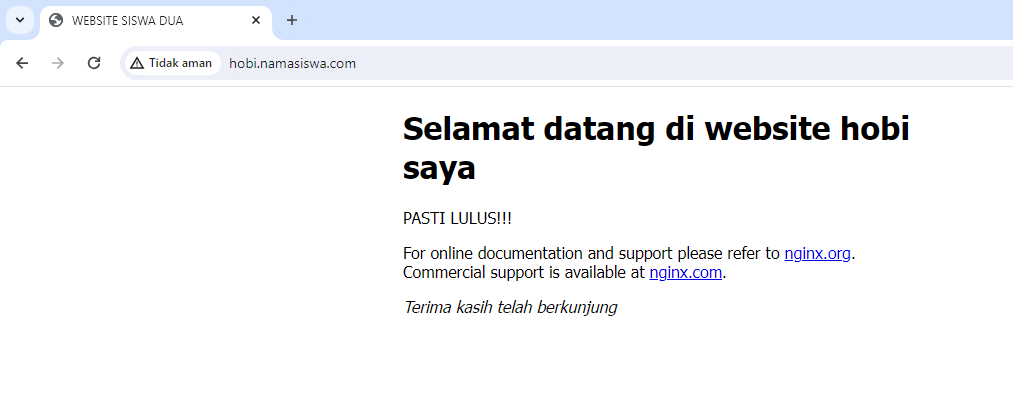 WEBSITE SISWA DUA
Tidak aman
hobi.namasiswa.com
Selamat datang di website hobi
saya
PASTI LULUS!!!
For online documentation and support please refer to nginx.org.
Commercial support is available at nginx.com.
Terima kasih telah berkunjung